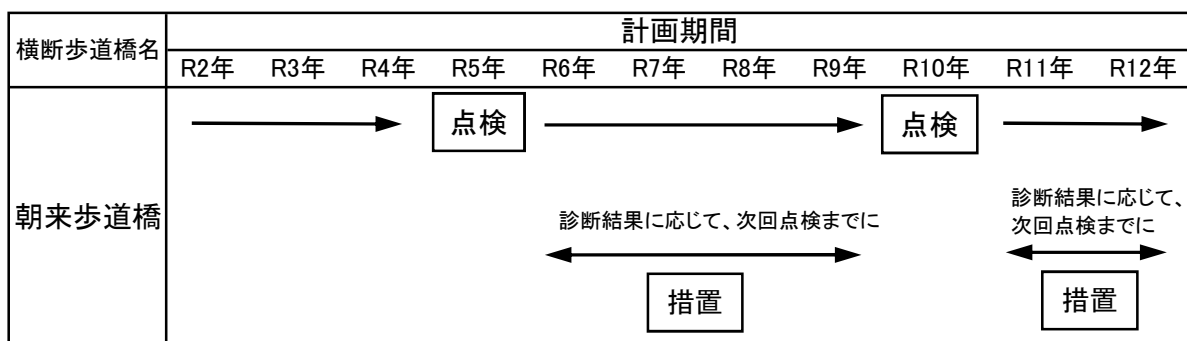 横断歩道橋名
計画期間
R2年 R3年 R4年 R5年 R6年 R7年 R8年 R9年 R10年 R11年 R12年
朝来歩道橋
点検
点検
診断結果に応じて、次回点検までに
措置
診断結果に応じて、
次回点検までに
措置